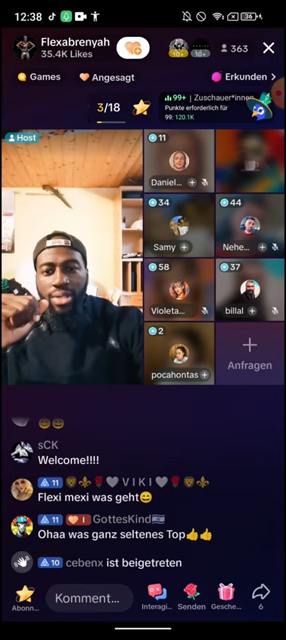 12:38
36%
Flexabrenyah
35.4K Likes
363
Games
Angesagt
Erkunden
3/18
99+ | Zuschauer*innen
Punkte erforderlich für
99: 120.1K
Host
11
Daniel...
34
Samy
44
Nehe...
58
Violeta...
37
billal
2
pocahontas
Anfragen
sCK
Welcome!!!!
11 V I K I
Flexi mexi was geht
11 I GottesKind
Ohaa was ganz seltenes Top
10 cebenx ist beigetreten
Abonn...
Komment...
Interagi...
Senden
Gesche...
6